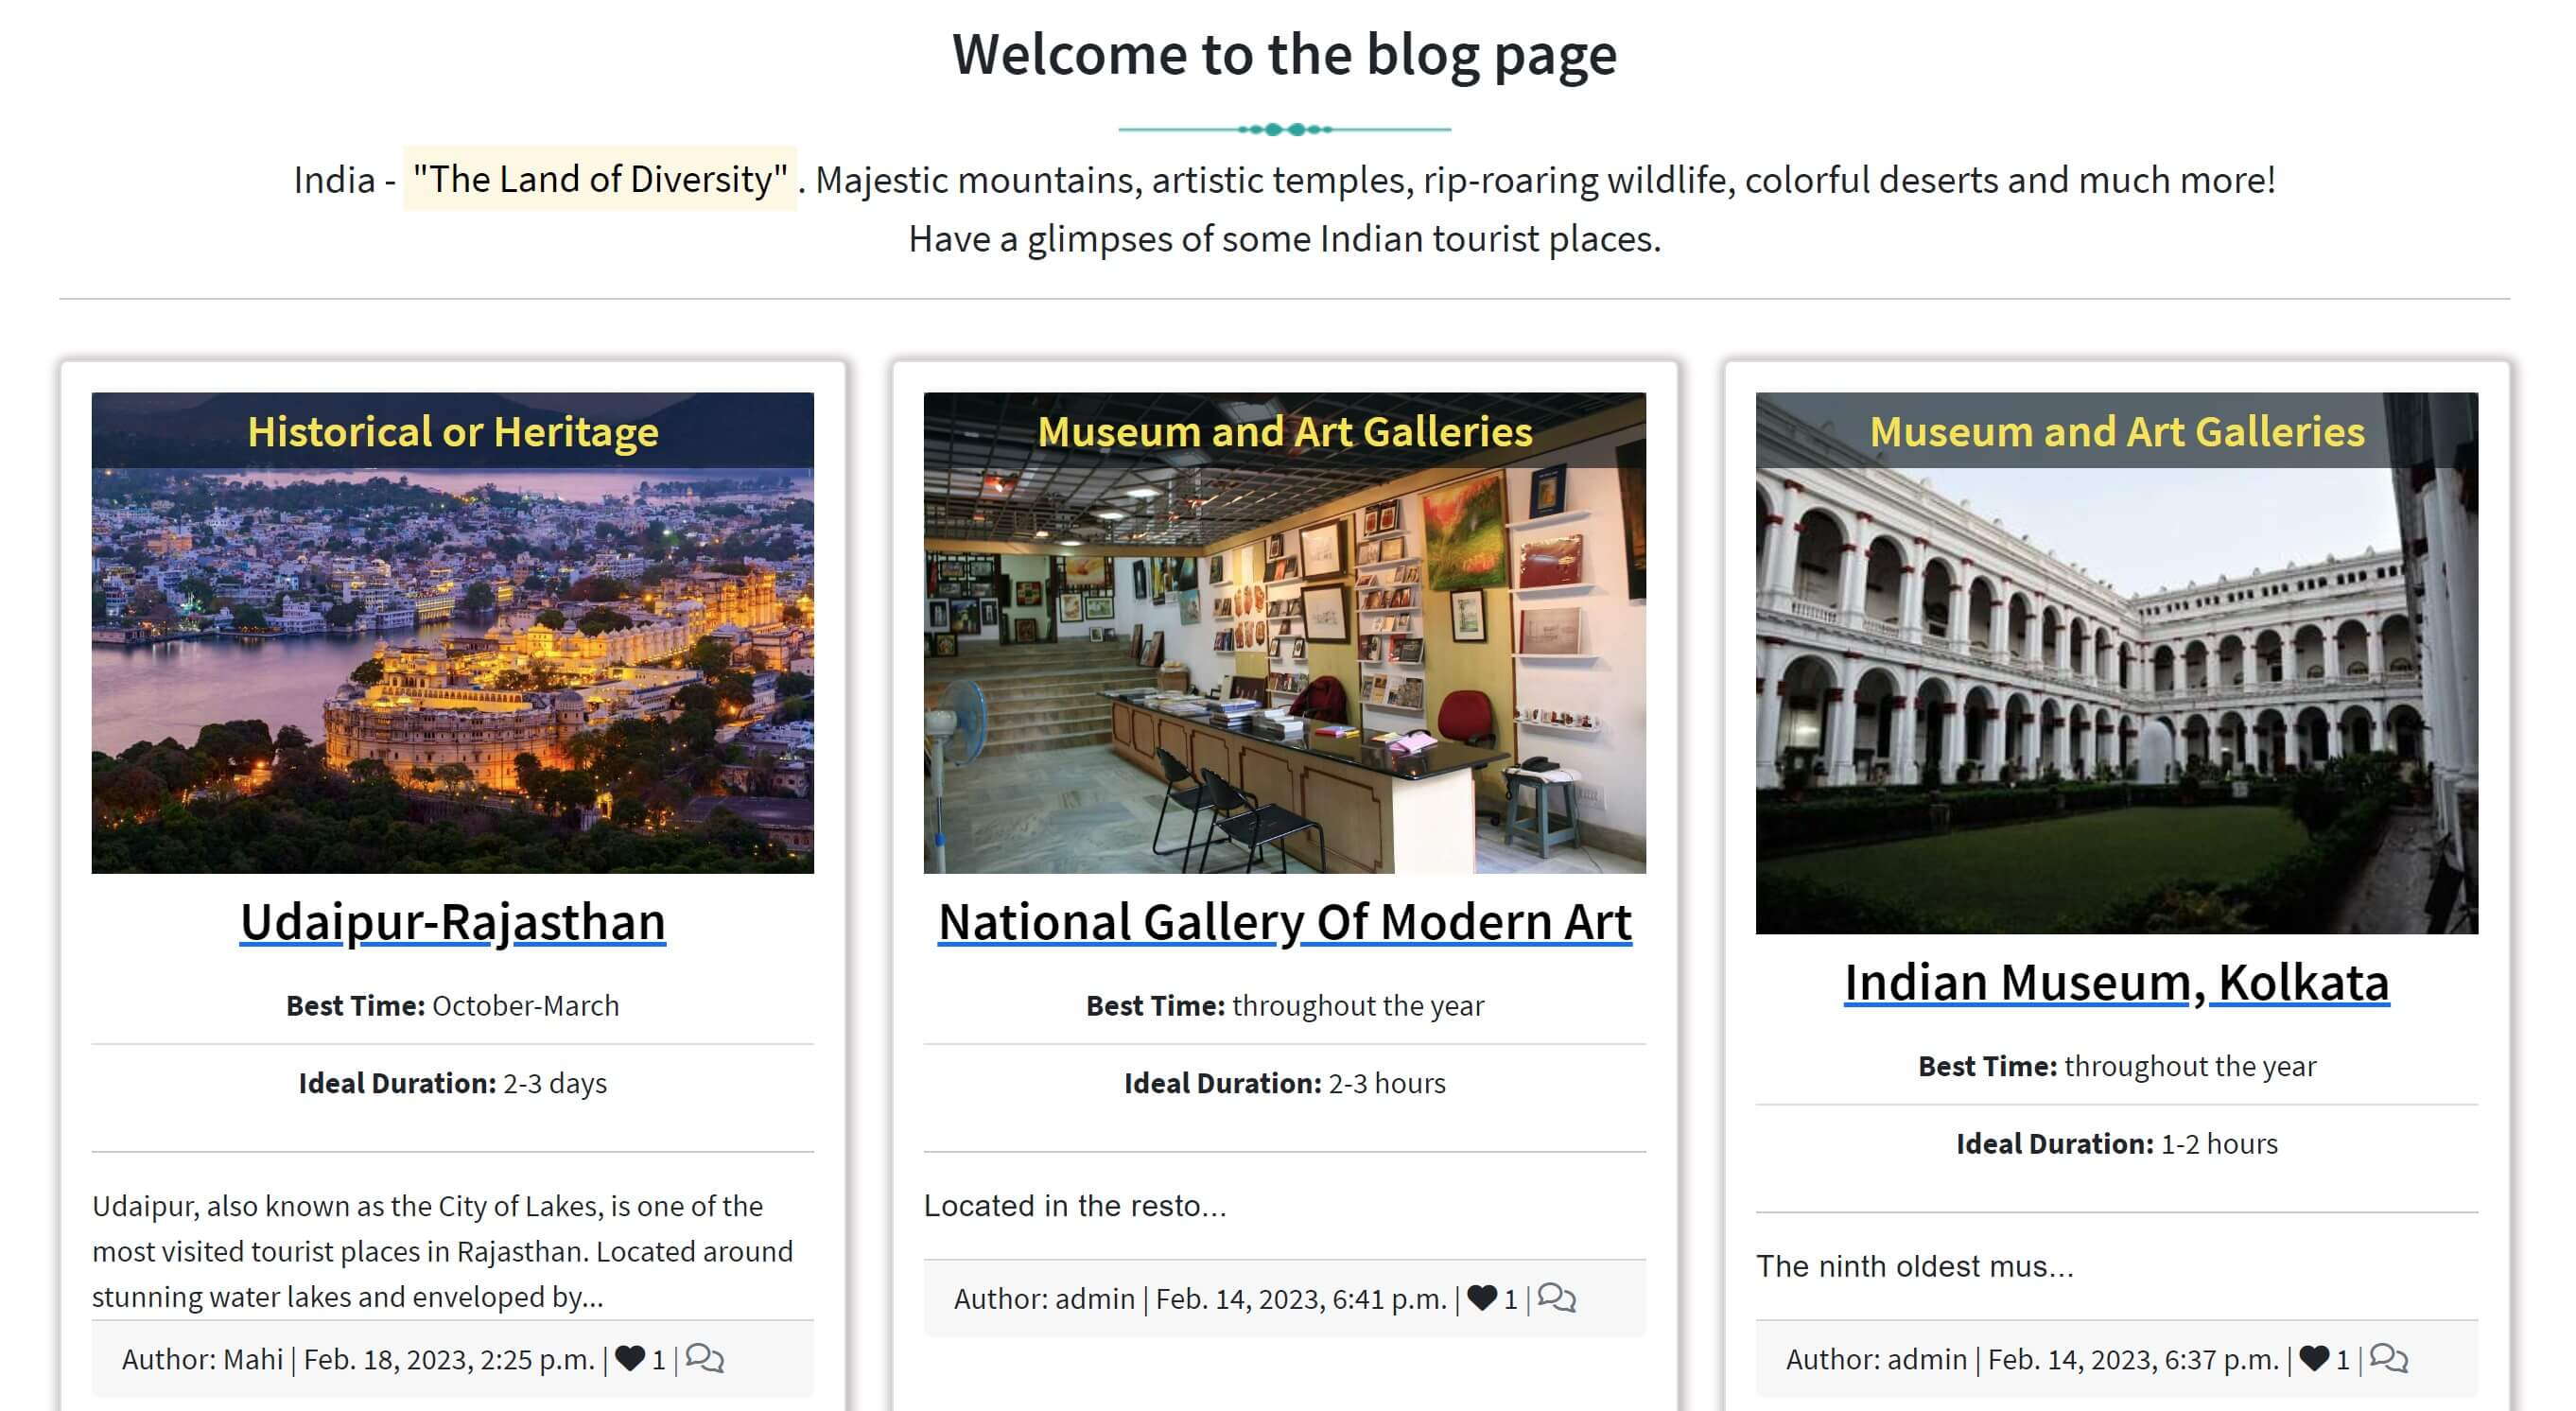 Welcome to the blog page
India - "The Land of Diversity" . Majestic mountains, artistic temples, rip-roaring wildlife, colorful deserts and much more!
Have a glimpses of some Indian tourist places.
Historical or Heritage
Udaipur-Rajasthan
Best Time: October-March
Ideal Duration: 2-3 days
Udaipur, also known as the City of Lakes, is one of the
most visited tourist places in Rajasthan. Located around
stunning water lakes and enveloped by...
Author: Mahi | Feb. 18, 2023, 2:25 p.m. | 1 |
Museum and Art Galleries
National Gallery Of Modern Art
Best Time: throughout the year
Ideal Duration: 2-3 hours
Located in the resto...
Author: admin | Feb. 14, 2023, 6:41 p.m. | 1 |
Museum and Art Galleries
Indian Museum, Kolkata
Best Time: throughout the year
Ideal Duration: 1-2 hours
The ninth oldest mus...
Author: admin | Feb. 14, 2023, 6:37 p.m. | 1 |